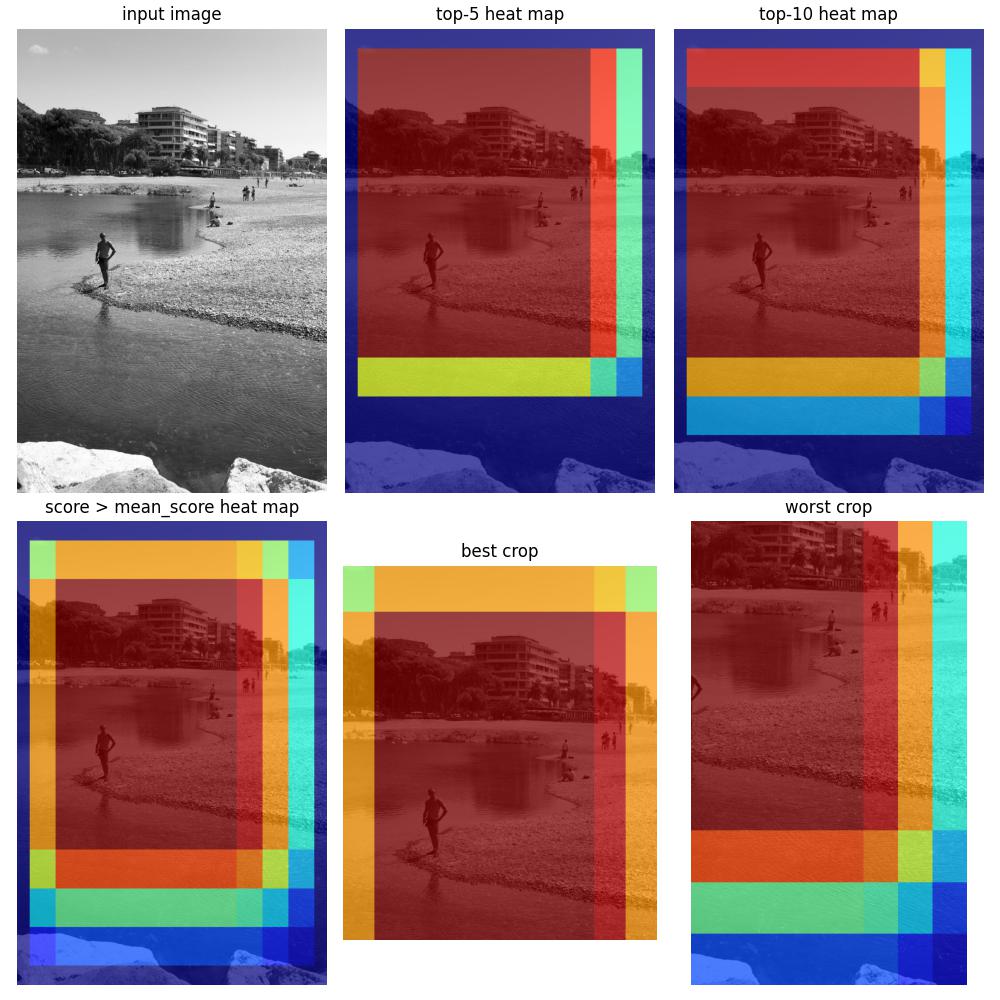 input image
top-5 heat map
top-10 heat map
score > mean_score heat map
best crop
worst crop